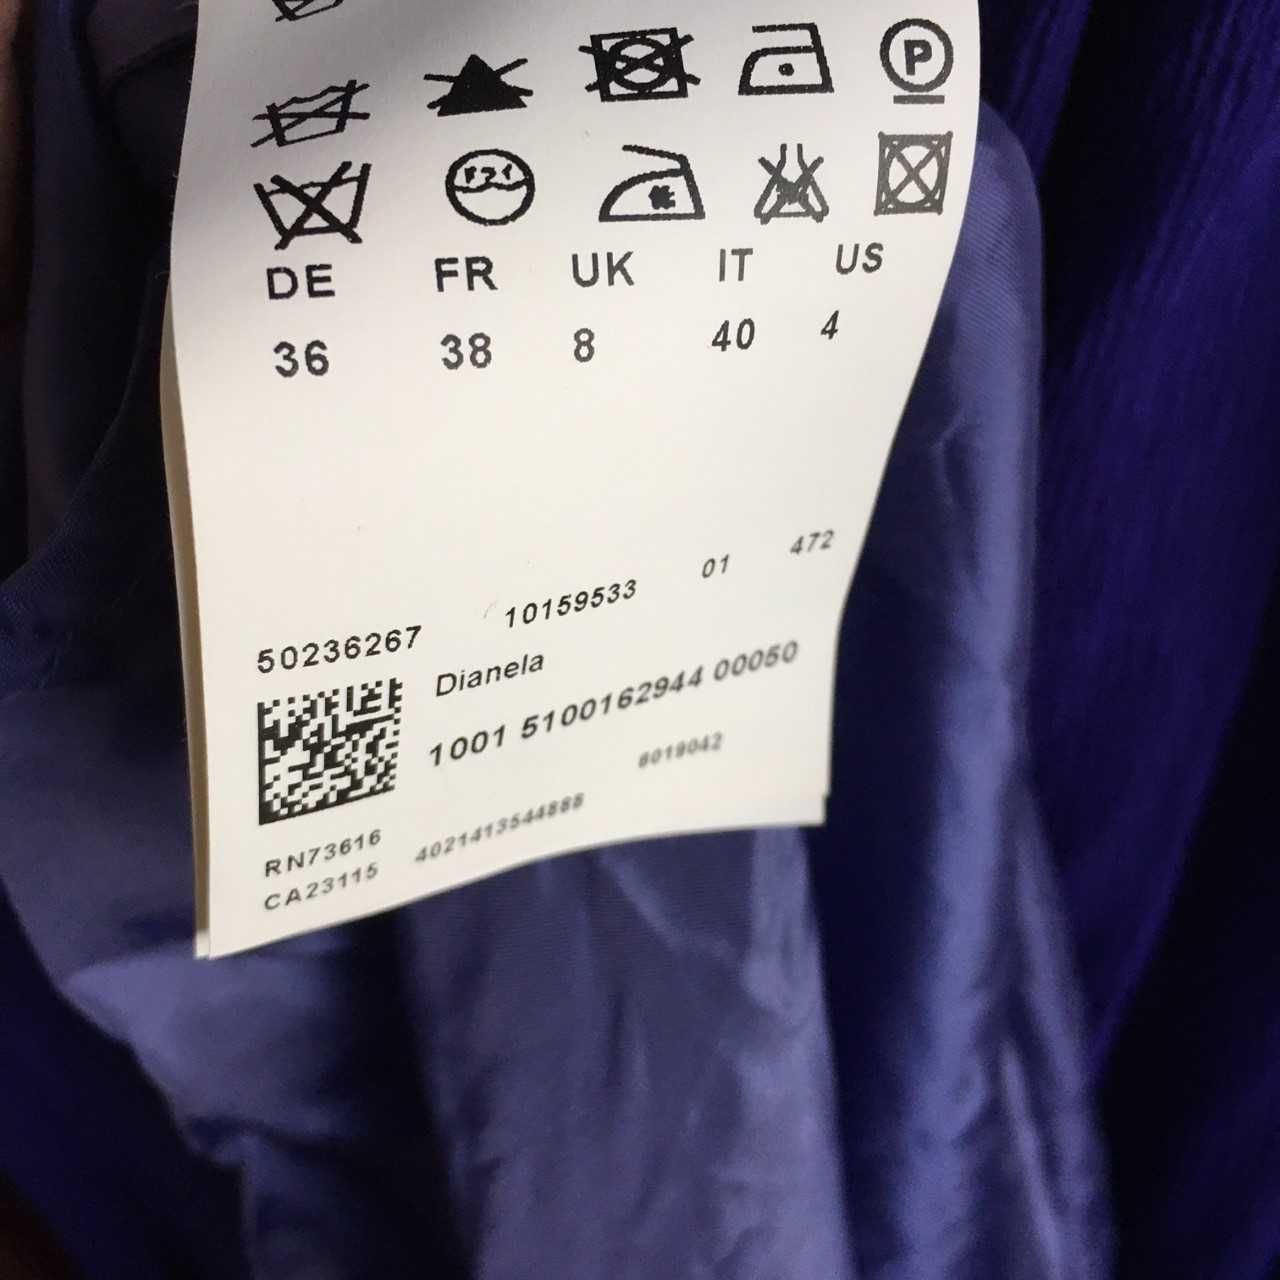 P
DE FR UK IT US
36 38 8 40 4
50236267 10159533 01 472
Dianela
1001 5100162944 00050
6019042
RN73616 4021413544888
CA23115